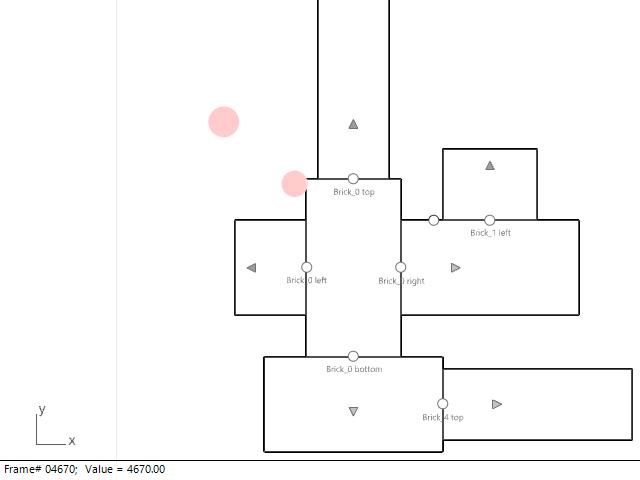 Brick_0 top
Brick_1 left
Brick_0 left
Brick_0 right
Brick_0 bottom
Brick_4 top
y
x
Frame# 04670; Value = 4670.00